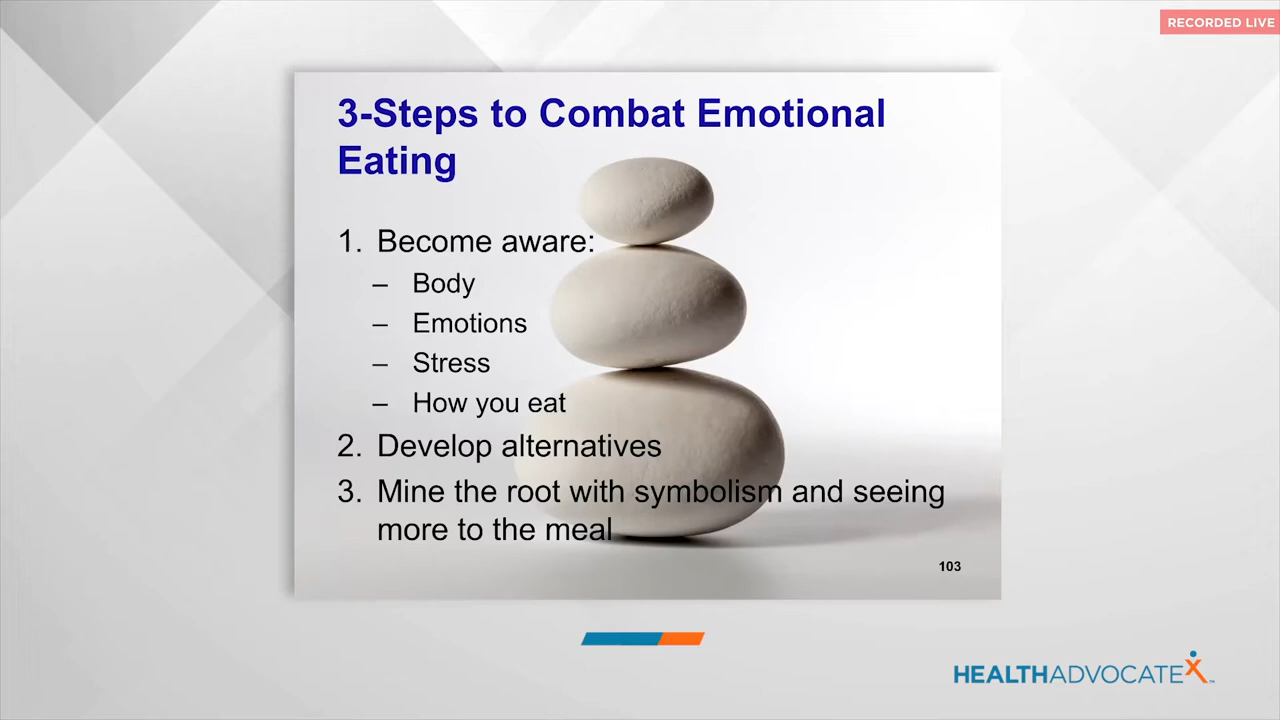 RECORDED LIVE
3-Steps to Combat Emotional
Eating
1. Become aware:
– Body
– Emotions
– Stress
– How you eat
2. Develop alternatives
3. Mine the root with symbolism and seeing
more to the meal
103
HEALTHADVOCATEX™